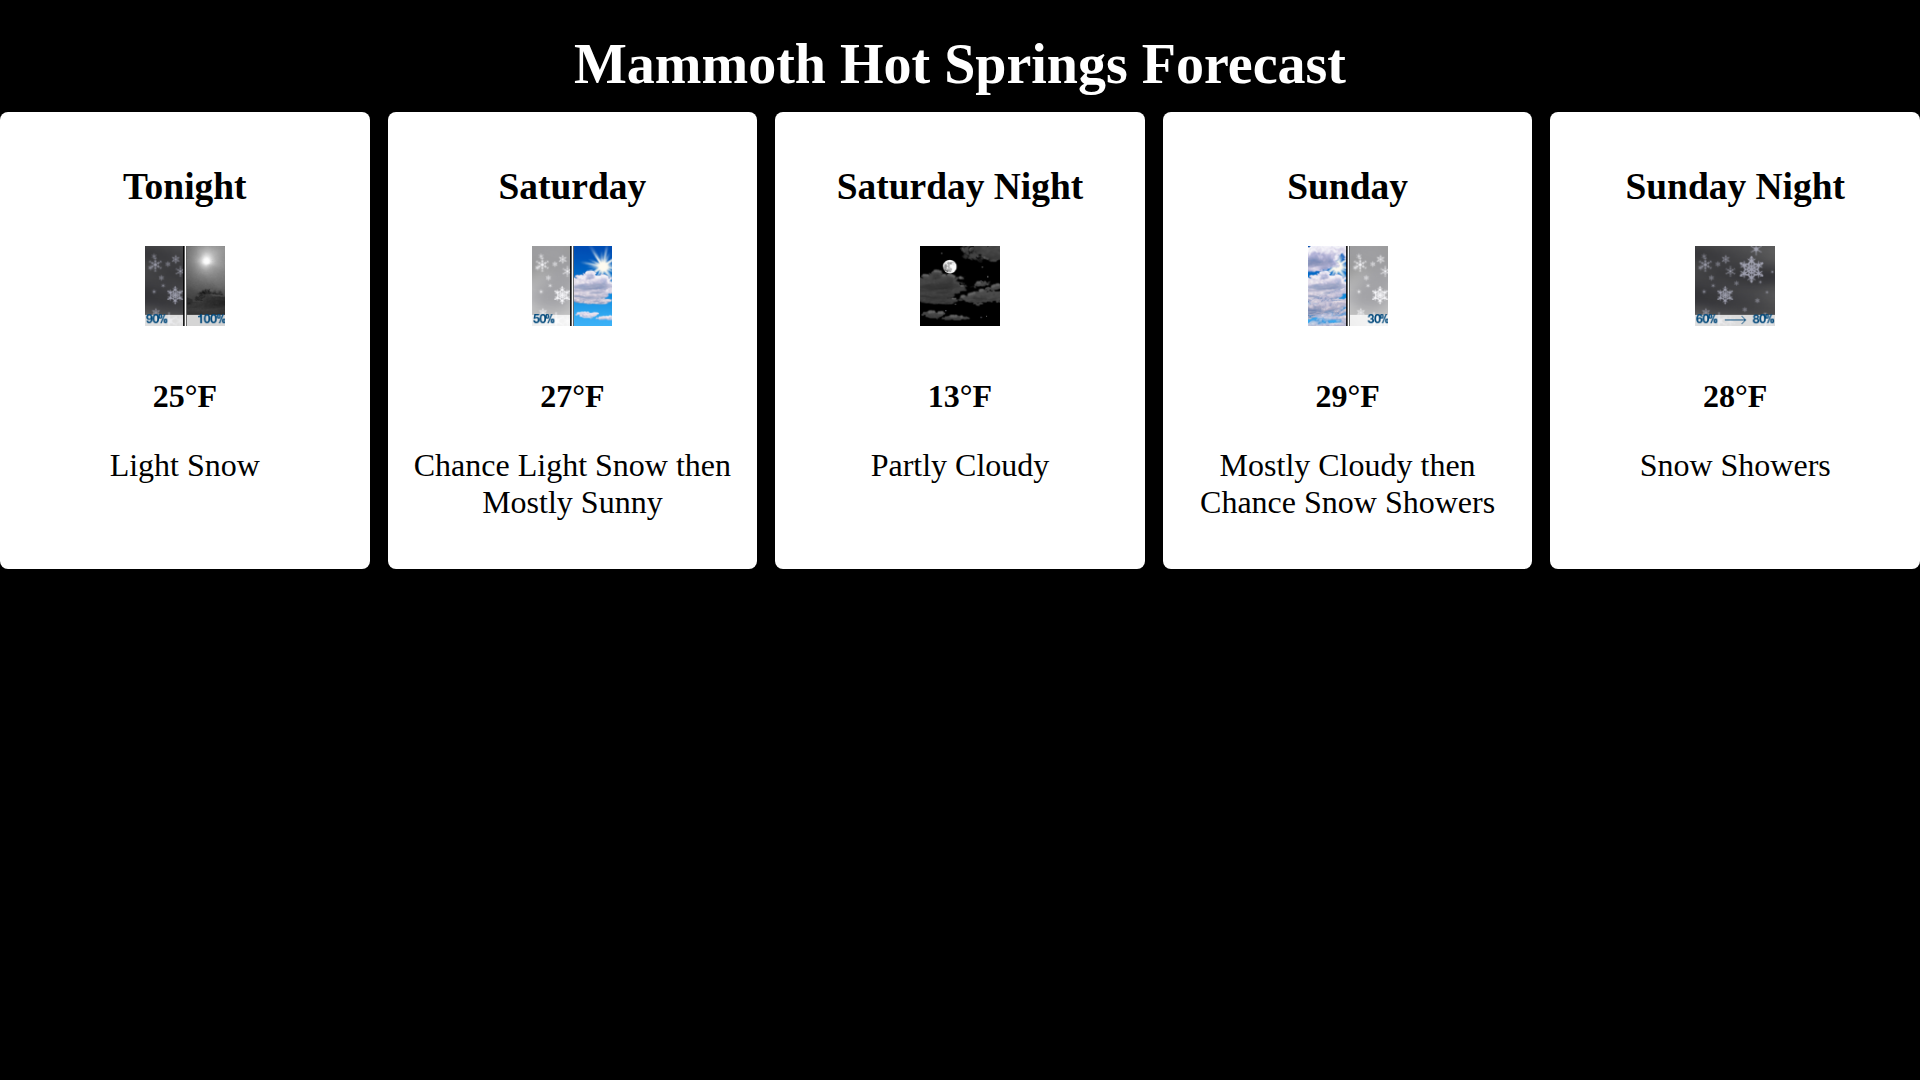 Mammoth Hot Springs Forecast
Tonight
90% 100%
25°F
Light Snow
Saturday
50%
27°F
Chance Light Snow then
Mostly Sunny
Saturday Night
13°F
Partly Cloudy
Sunday
30%
29°F
Mostly Cloudy then
Chance Snow Showers
Sunday Night
60% 80%
28°F
Snow Showers